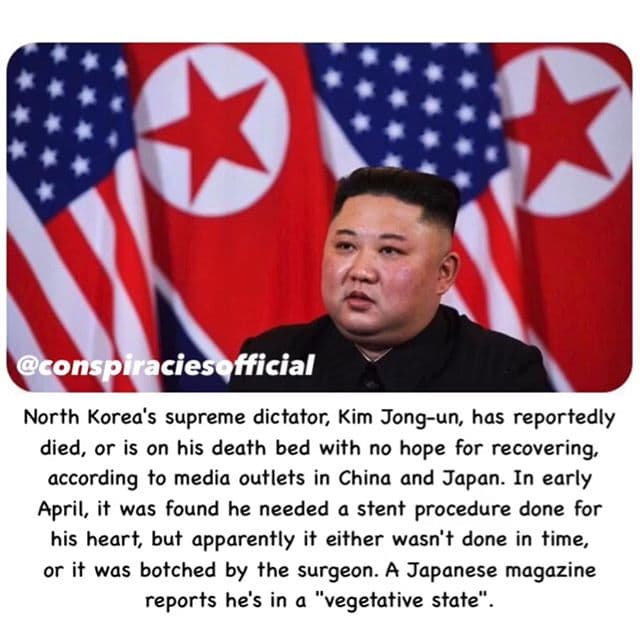 @conspiraciesofficial
North Korea's supreme dictator, Kim Jong-un, has reportedly
died, or is on his death bed with no hope for recovering,
according to media outlets in China and Japan. In early
April, it was found he needed a stent procedure done for
his heart, but apparently it either wasn't done in time,
or it was botched by the surgeon. A Japanese magazine
reports he's in a "vegetative state".